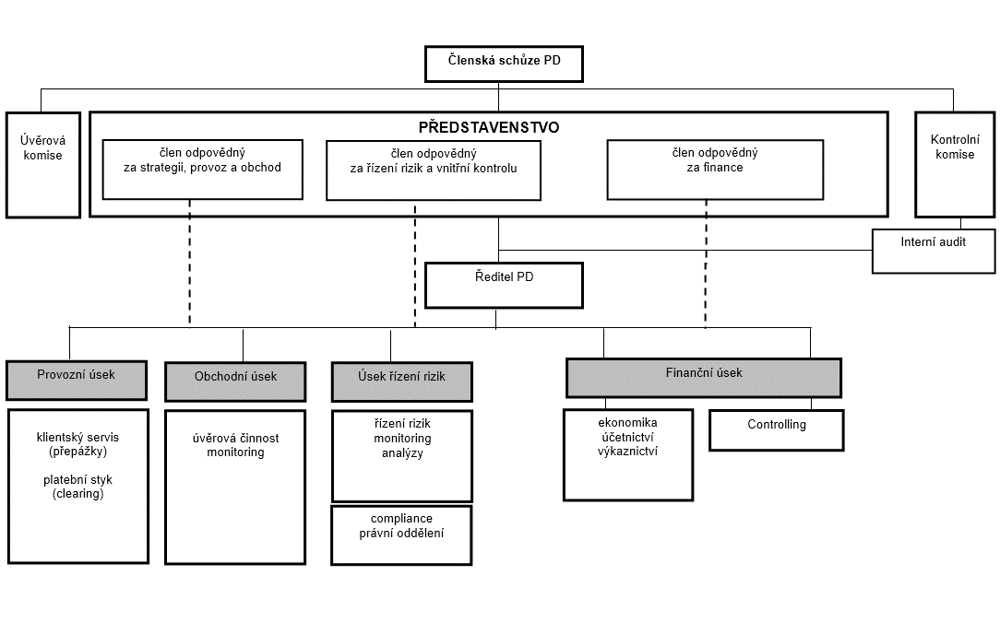 Členská schůze PD
Úvěrová
komise
PŘEDSTAVENSTVO
člen odpovědný
za strategii, provoz a obchod
člen odpovědný
za řízení rizik a vnitřní kontrolu
člen odpovědný
za finance
Kontrolní
komise
Interní audit
Ředitel PD
Provozní úsek
Obchodní úsek
Úsek řízení rizik
Finanční úsek
klientský servis
(přepážky)
platební styk
(clearing)
úvěrová činnost
monitoring
řízení rizik
monitoring
analýzy
compliance
právní oddělení
ekonomika
účetnictví
výkaznictví
Controlling